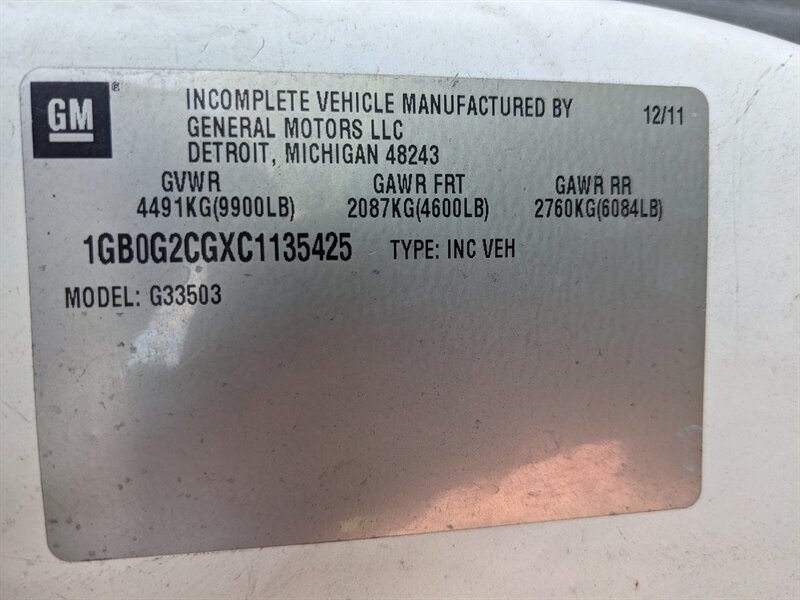 GM ®
INCOMPLETE VEHICLE MANUFACTURED BY 12/11
GENERAL MOTORS LLC
DETROIT, MICHIGAN 48243
GVWR GAWR FRT GAWR RR
4491KG(9900LB) 2087KG(4600LB) 2760KG(6084LB)
1GB0G2CGXC1135425 TYPE: INC VEH
MODEL: G33503